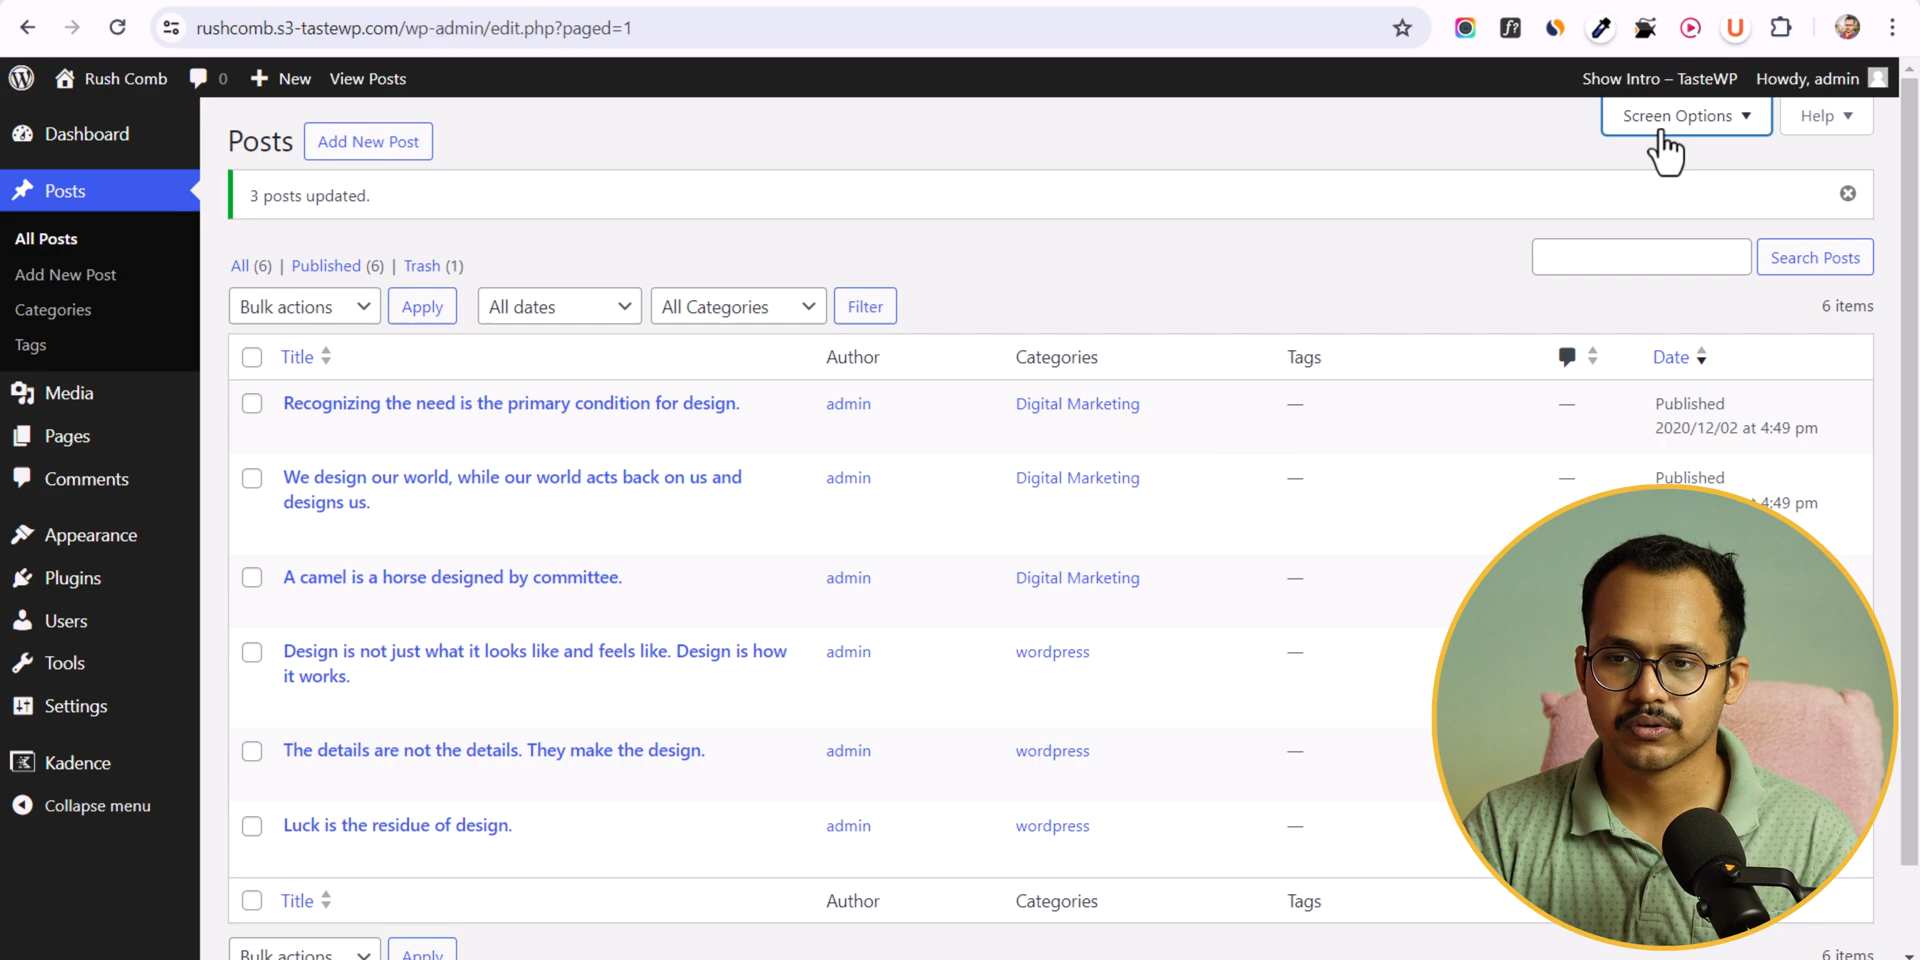 rushcomb.s3-tastewp.com/wp-admin/edit.php?paged=1
Rush Comb 0 New View Posts Show Intro – TasteWP Howdy, admin
Dashboard
Posts
All Posts
Add New Post
Categories
Tags
Media
Pages
Comments
Appearance
Plugins
Users
Tools
Settings
Kadence
Collapse menu
Screen Options Help
Posts Add New Post
3 posts updated.
All (6) | Published (6) | Trash (1)
Search Posts
Bulk actions Apply All dates All Categories Filter 6 items
Title Author Categories Tags Date
Recognizing the need is the primary condition for design. admin Digital Marketing — — Published
2020/12/02 at 4:49 pm
We design our world, while our world acts back on us and admin Digital Marketing — — Published
designs us. 4:49 pm
A camel is a horse designed by committee. admin Digital Marketing —
Design is not just what it looks like and feels like. Design is how admin wordpress —
it works.
The details are not the details. They make the design. admin wordpress —
Luck is the residue of design. admin wordpress —
Title Author Categories Tags
Bulk actions Apply 6 items